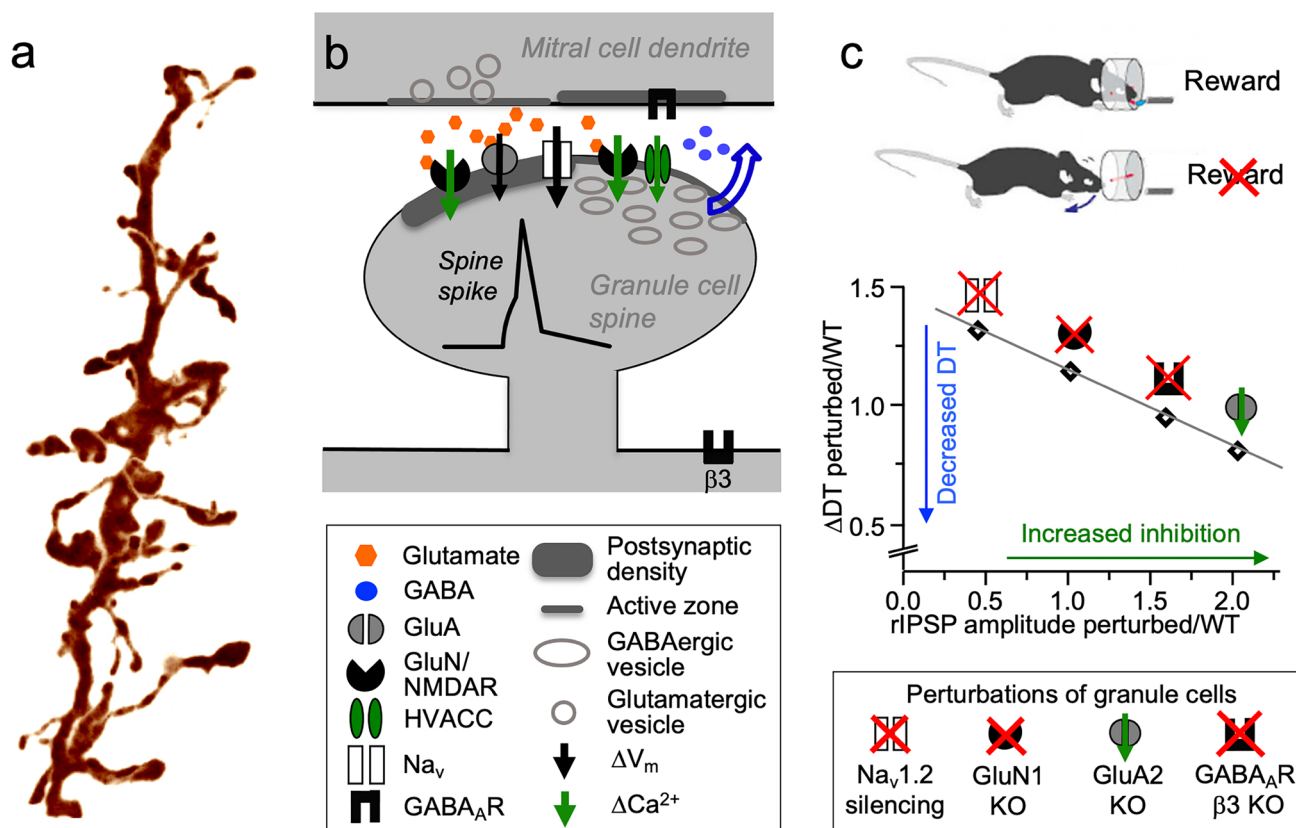 a
b
Mitral cell dendrite
Spine
spike
Granule cell
spine
β3
Glutamate
GABA
GluA
GluN/
NMDAR
HVACC
Nav
GABAAR
Postsynaptic
density
Active zone
GABAergic
vesicle
Glutamatergic
vesicle
ΔVm
ΔCa2+
c
Reward
Reward
ΔDT perturbed/WT
1.5
1.0
0.5
Decreased DT
Increased inhibition
0.0 0.5 1.0 1.5 2.0
rIPSP amplitude perturbed/WT
Perturbations of granule cells
Nav1.2
silencing
GluN1
KO
GluA2
KO
GABAAR
β3 KO